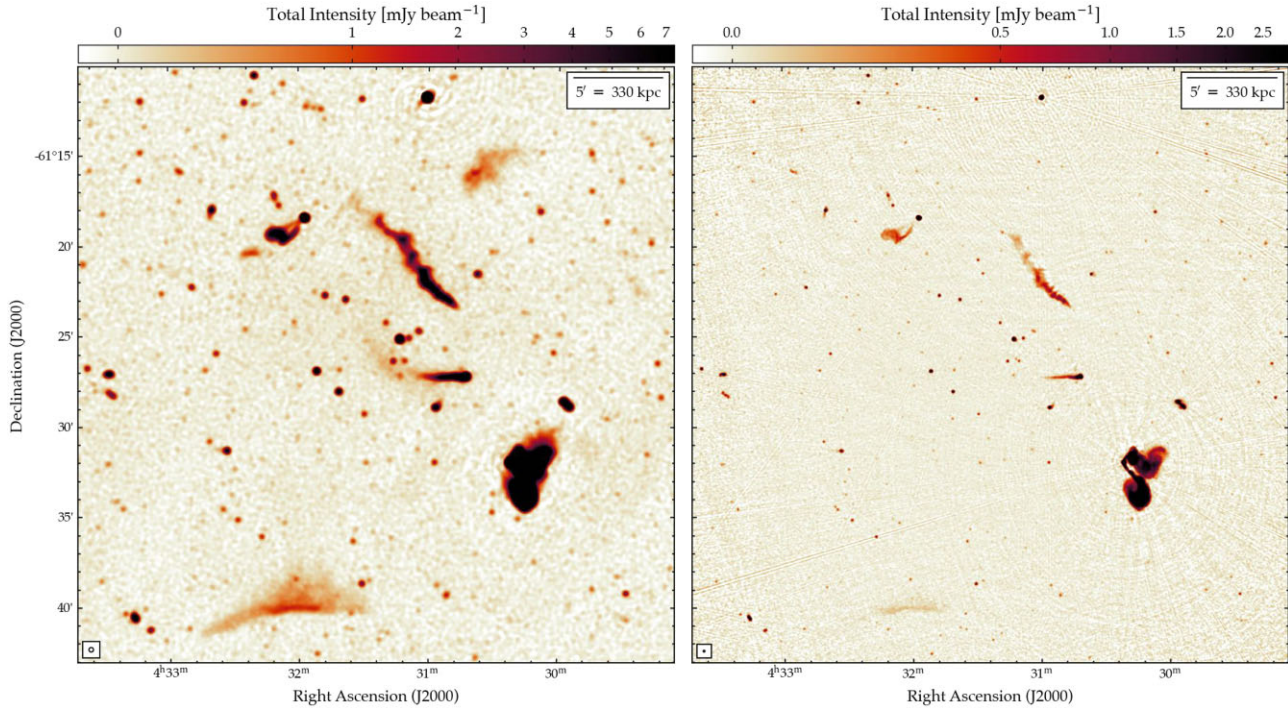 Total Intensity [mJy beam⁻¹]
0 1 2 3 4 5 6 7
5′ = 330 kpc
-61°15′
20′
25′
30′
35′
40′
Declination (J2000)
4ʰ33ᵐ 32ᵐ 31ᵐ 30ᵐ
Right Ascension (J2000)
Total Intensity [mJy beam⁻¹]
0.0 0.5 1.0 1.5 2.0 2.5
5′ = 330 kpc
4ʰ33ᵐ 32ᵐ 31ᵐ 30ᵐ
Right Ascension (J2000)